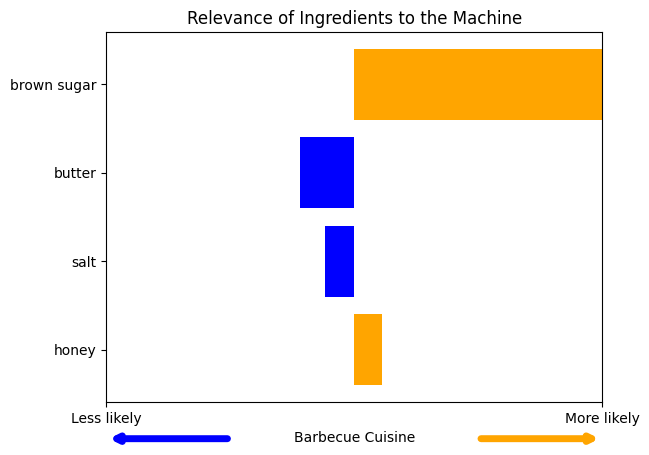 Relevance of Ingredients to the Machine
brown sugar
butter
salt
honey
Less likely
More likely
Barbecue Cuisine